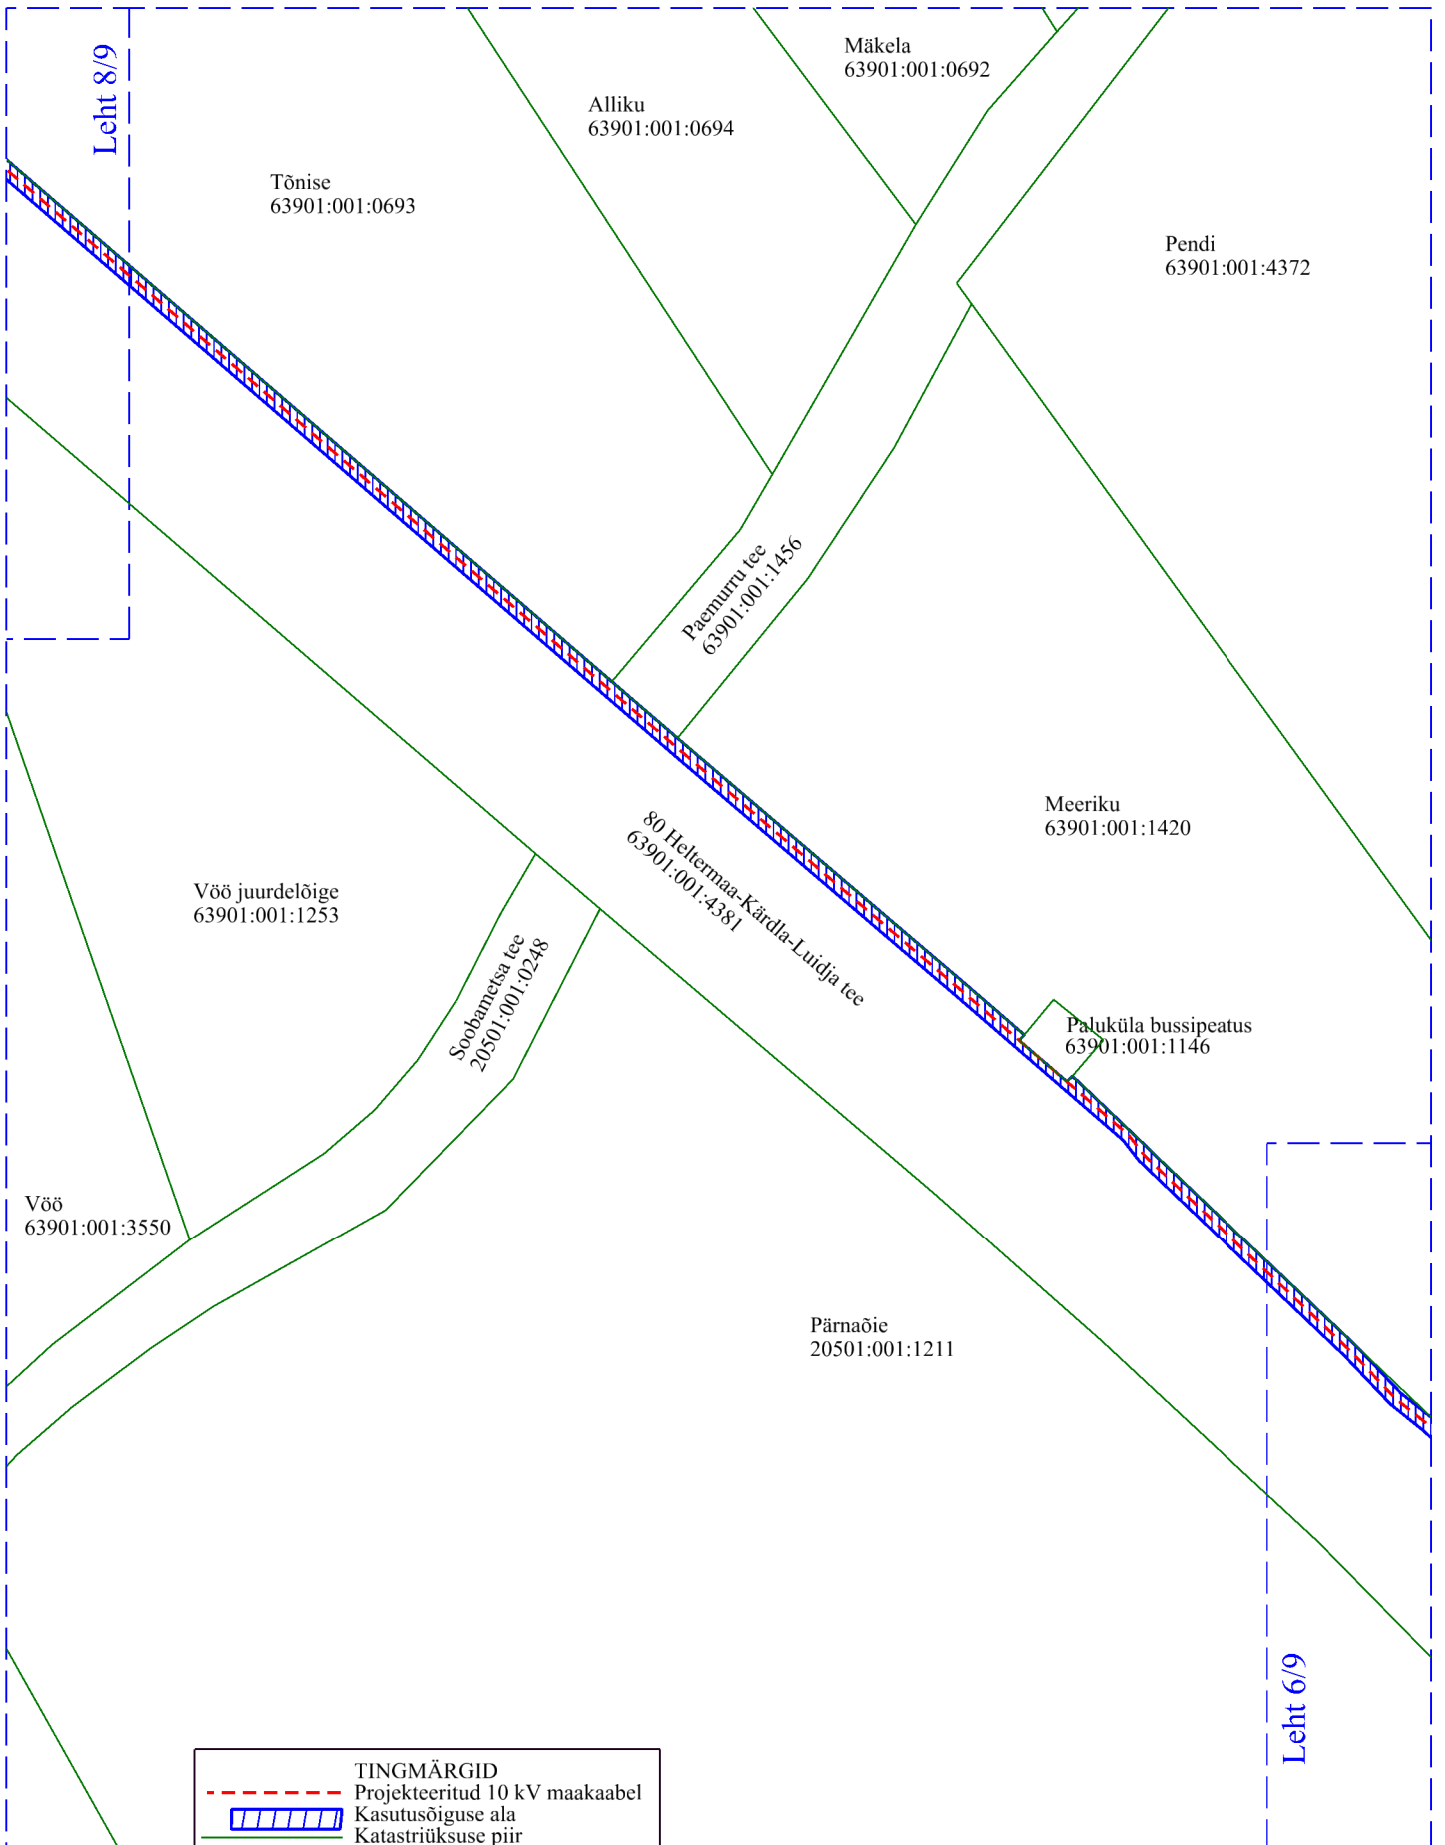 Leht 8/9
Mäkela
63901:001:0692
Alliku
63901:001:0694
Tõnise
63901:001:0693
Pendi
63901:001:4372
Paemurru tee
63901:001:1456
Meeriku
63901:001:1420
80 Heltermaa-Kärdla-Luidja tee
63901:001:4381
Vöö juurdelõige
63901:001:1253
Soobametsa tee
20501:001:0248
Paluküla bussipeatus
63901:001:1146
Vöö
63901:001:3550
Pärnaõie
20501:001:1211
Leht 6/9
TINGMÄRGID
Projekteeritud 10 kV maakaabel
Kasutusõiguse ala
Katastriüksuse piir